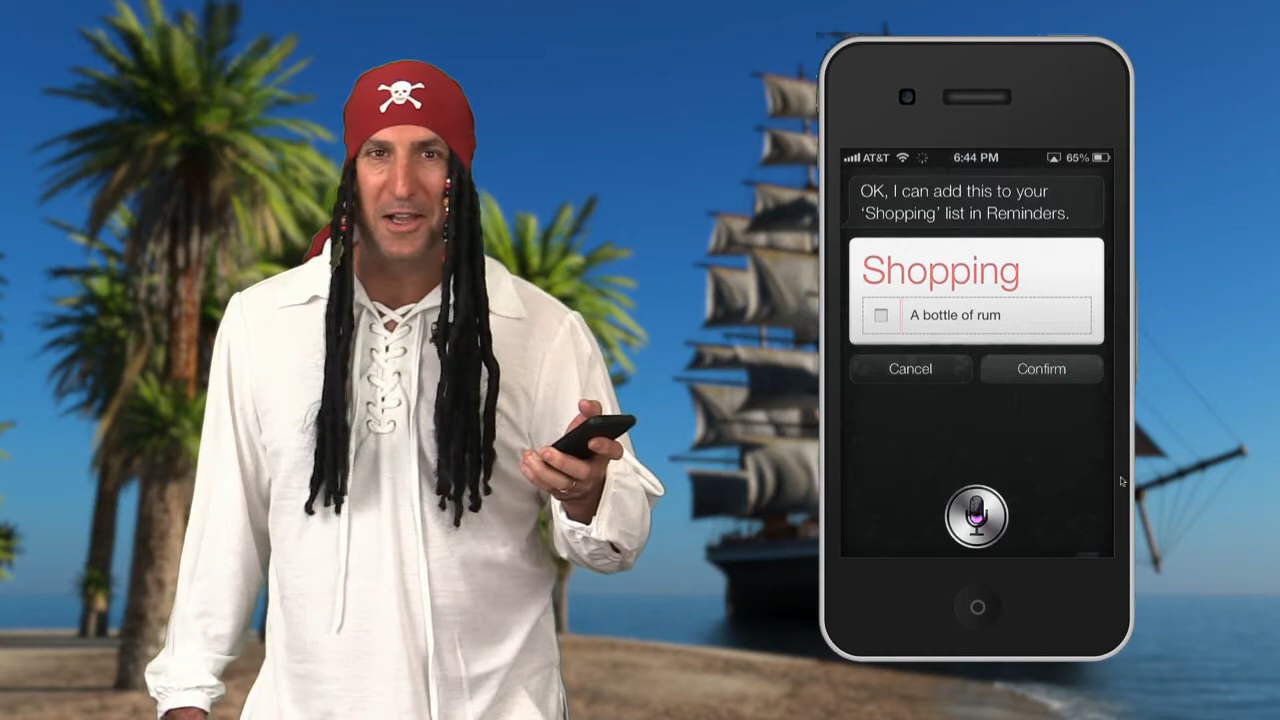 AT&T 6:44 PM 65%
OK, I can add this to your
‘Shopping’ list in Reminders.
Shopping
A bottle of rum
Cancel Confirm